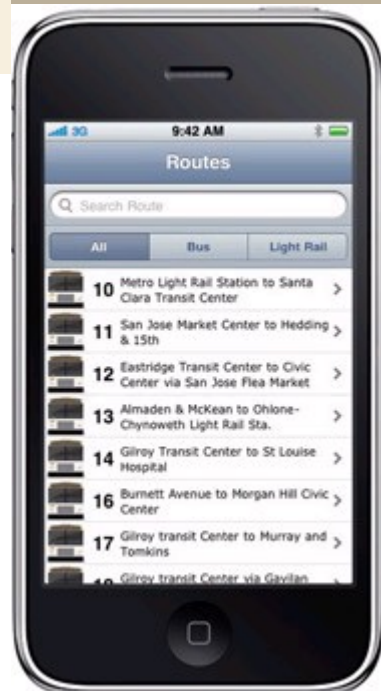 3G 9:42 AM
Routes
Search Route
All Bus Light Rail
10 Metro Light Rail Station to Santa
Clara Transit Center
11 San Jose Market Center to Hedding
& 15th
12 Eastridge Transit Center to Civic
Center via San Jose Flea Market
13 Almaden & McKean to Ohlone-
Chynoweth Light Rail Sta.
14 Gilroy Transit Center to St Louise
Hospital
16 Burnett Avenue to Morgan Hill Civic
Center
17 Gilroy transit Center to Murray and
Tomkins
18 Gilroy transit Center via Gavilan